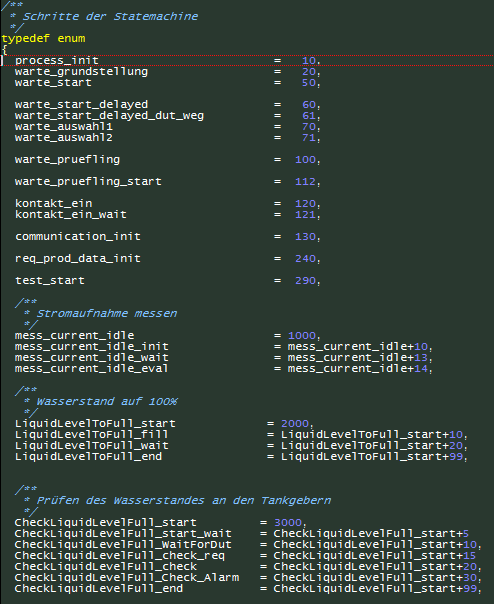 /**
 * Schritte der Statemachine
 */
typedef enum
{
  process_init                       =   10,
  warte_grundstellung                =   20,
  warte_start                        =   50,

  warte_start_delayed                =   60,
  warte_start_delayed_dut_weg        =   61,
  warte_auswahl1                     =   70,
  warte_auswahl2                     =   71,

  warte_pruefling                    =  100,

  warte_pruefling_start              =  112,

  kontakt_ein                        =  120,
  kontakt_ein_wait                   =  121,

  communication_init                 =  130,

  req_prod_data_init                 =  240,

  test_start                         =  290,

  /**
   * Stromaufnahme messen
   */
  mess_current_idle                  = 1000,
  mess_current_idle_init             = mess_current_idle+10,
  mess_current_idle_wait             = mess_current_idle+13,
  mess_current_idle_eval             = mess_current_idle+14,

  /**
   * Wasserstand auf 100%
   */
  LiquidLevelToFull_start           = 2000,
  LiquidLevelToFull_fill            = LiquidLevelToFull_start+10,
  LiquidLevelToFull_wait            = LiquidLevelToFull_start+20,
  LiquidLevelToFull_end             = LiquidLevelToFull_start+99,


  /**
   * Prüfen des Wasserstandes an den Tankgebern
   */
  CheckLiquidLevelFull_start         = 3000,
  CheckLiquidLevelFull_start_wait    = CheckLiquidLevelFull_start+5
  CheckLiquidLevelFull_WaitForDut    = CheckLiquidLevelFull_start+10,
  CheckLiquidLevelFull_check_req     = CheckLiquidLevelFull_start+15
  CheckLiquidLevelFull_Check         = CheckLiquidLevelFull_start+20,
  CheckLiquidLevelFull_Check_Alarm   = CheckLiquidLevelFull_start+30,
  CheckLiquidLevelFull_end           = CheckLiquidLevelFull_start+99,